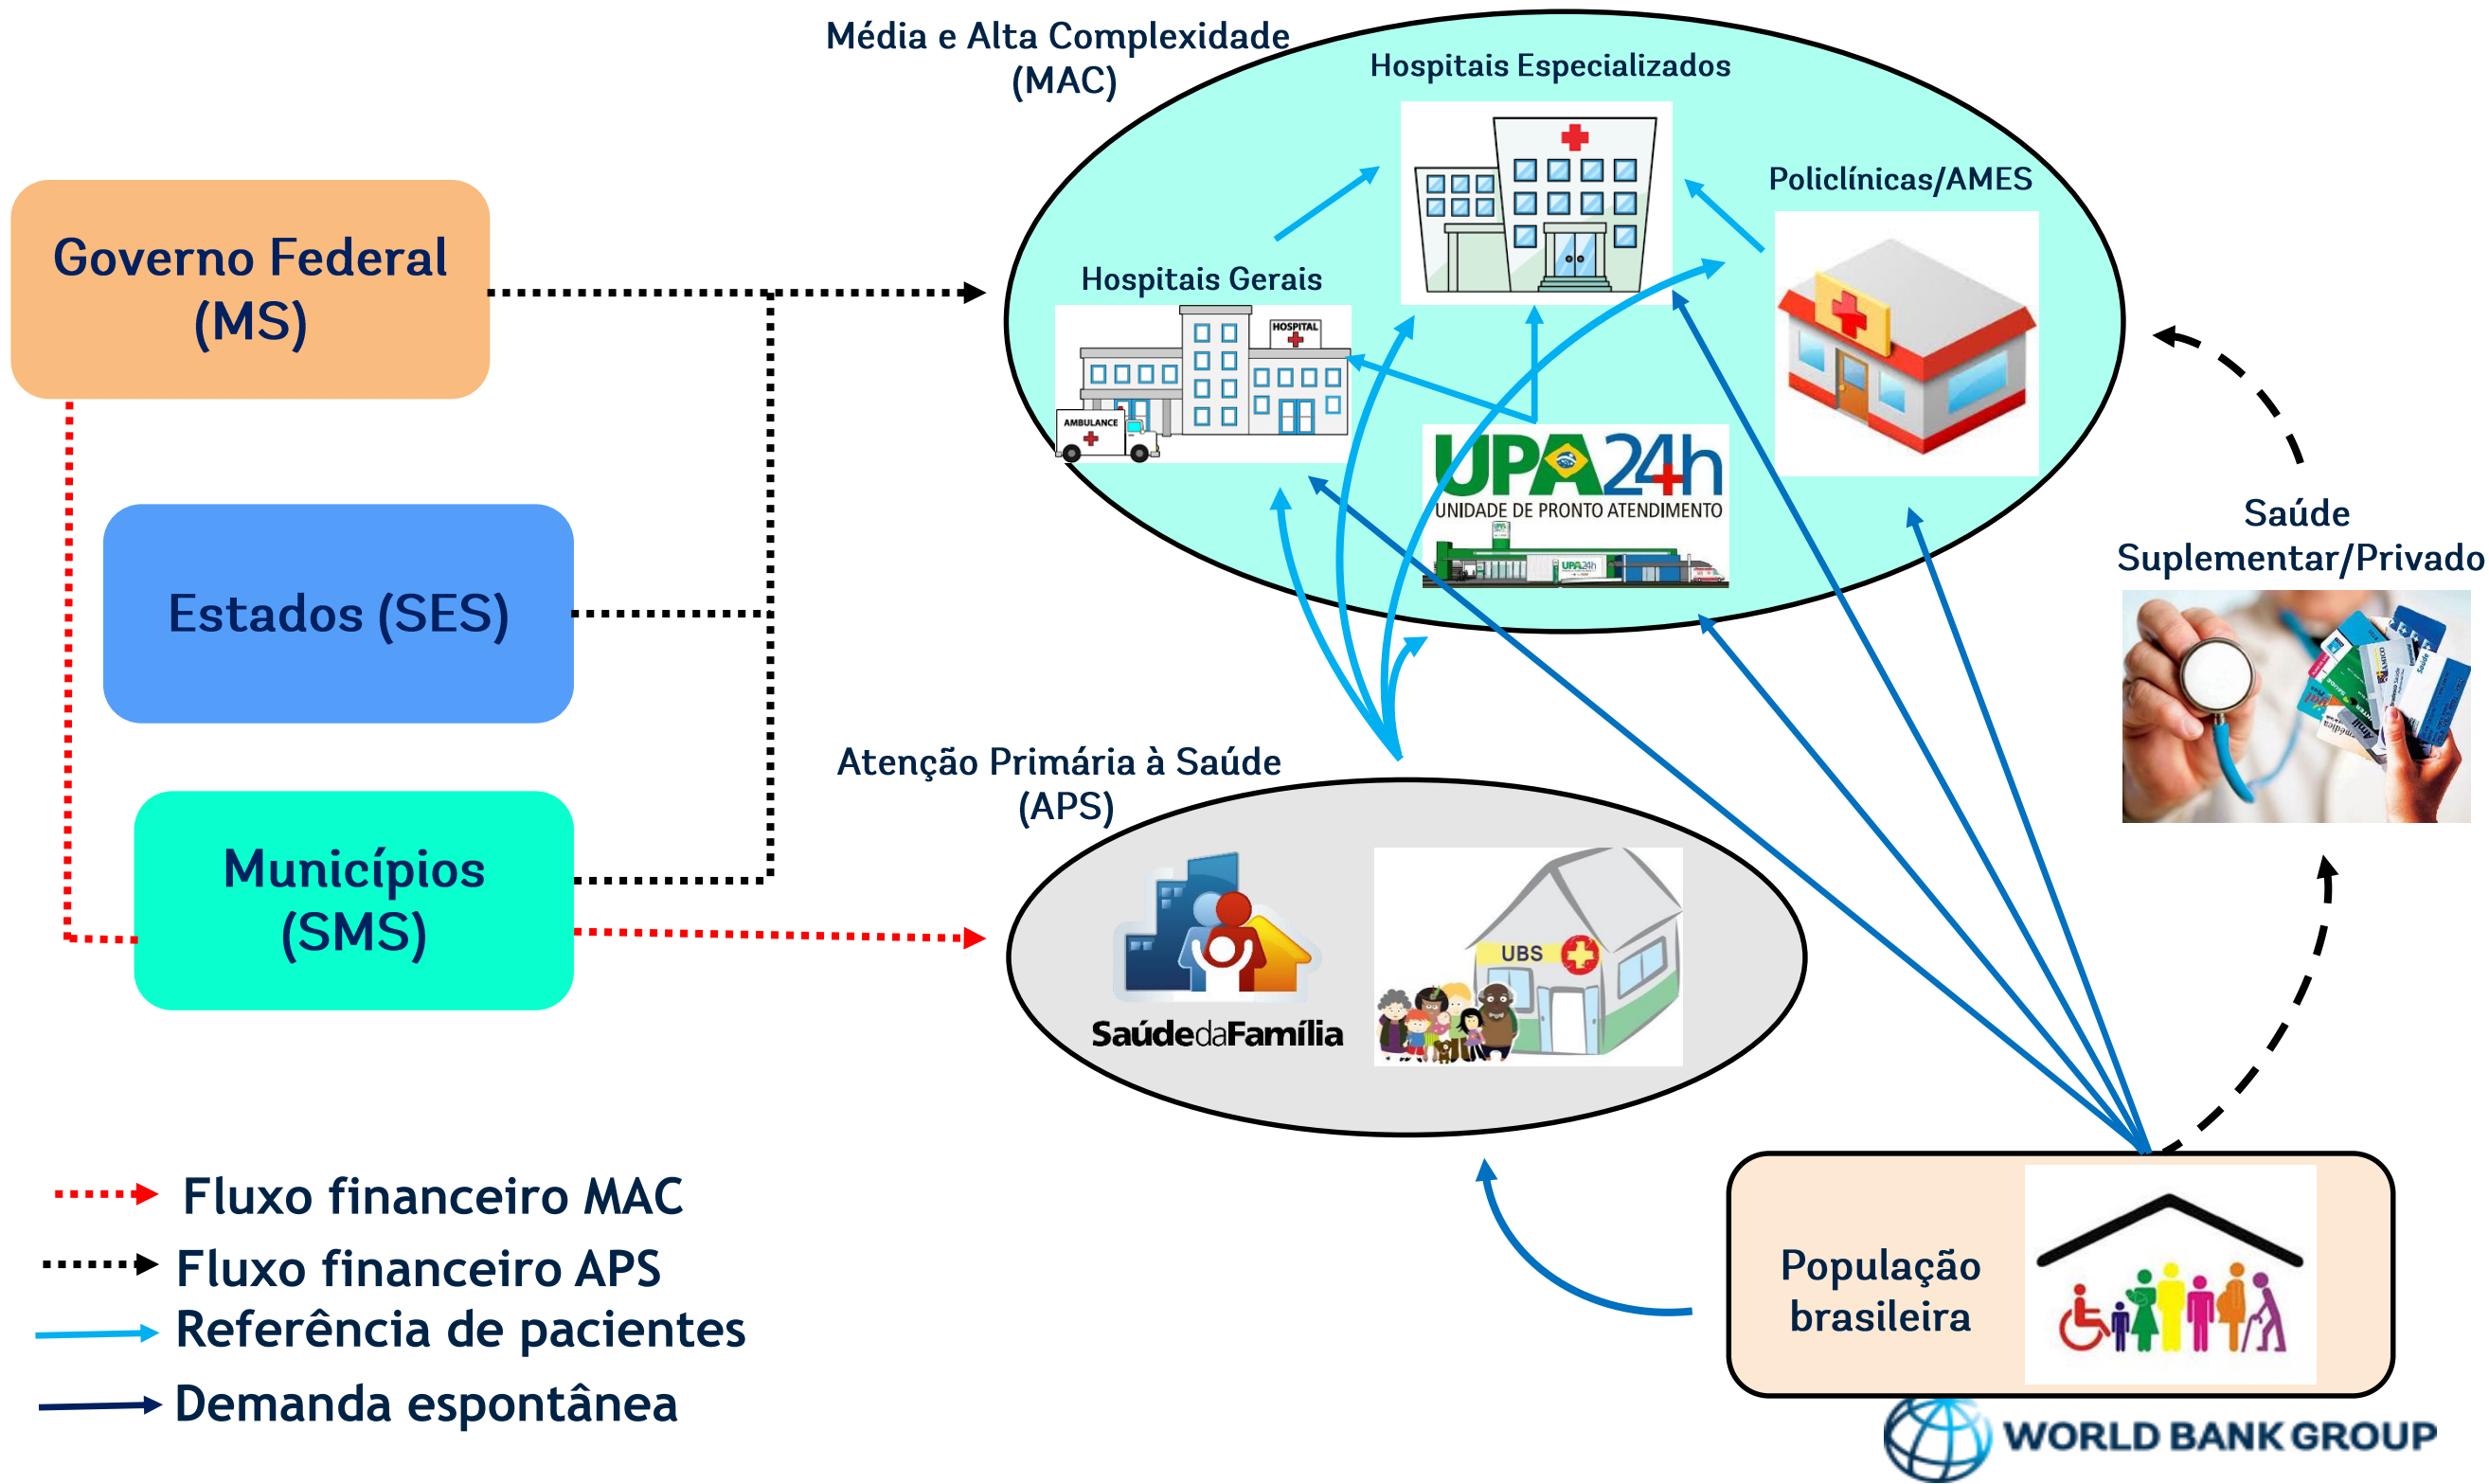 Média e Alta Complexidade
(MAC)
Hospitais Especializados
Policlínicas/AMES
Governo Federal
(MS)
Hospitais Gerais
HOSPITAL
AMBULANCE
UPA24h
UNIDADE DE PRONTO ATENDIMENTO
UPA24h
Saúde
Suplementar/Privado
Estados (SES)
Atenção Primária à Saúde
(APS)
Municípios
(SMS)
UBS
SaúdedaFamília
Fluxo financeiro MAC
Fluxo financeiro APS
Referência de pacientes
Demanda espontânea
População
brasileira
WORLD BANK GROUP